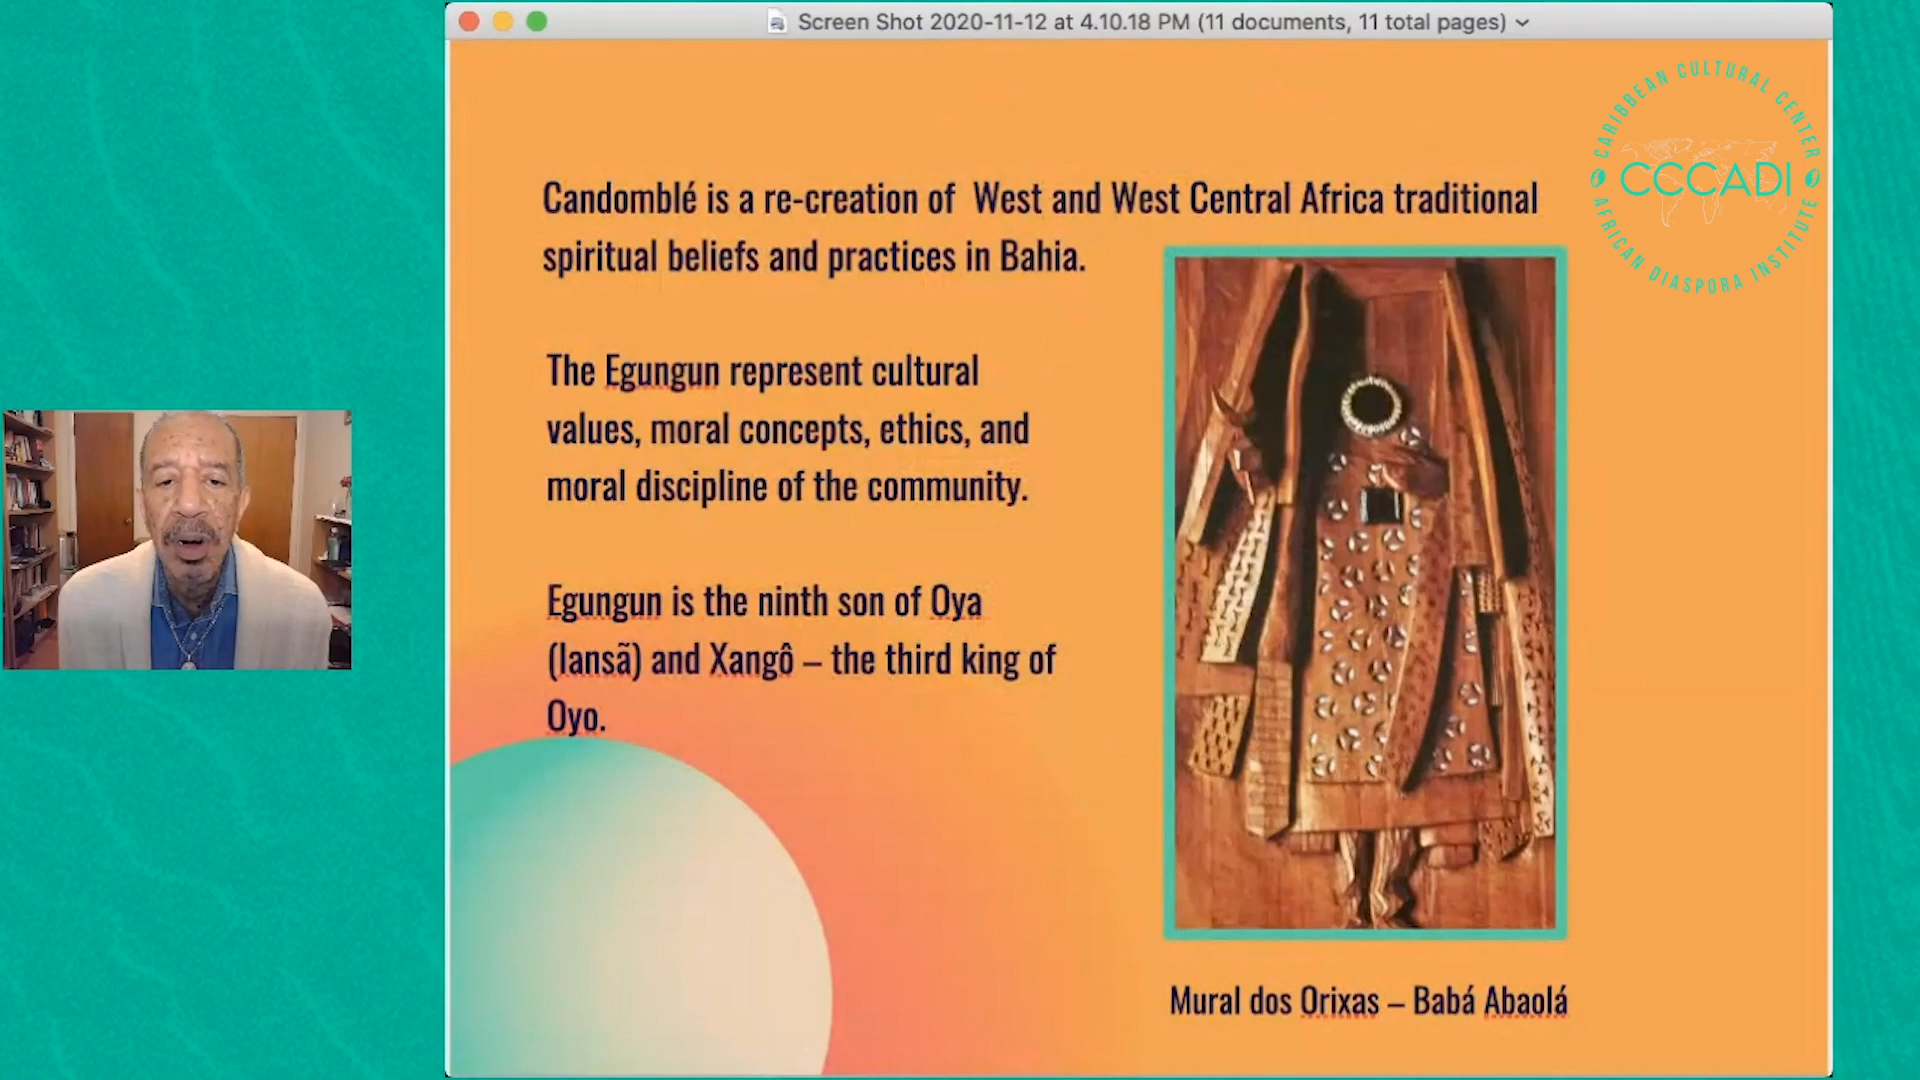 Screen Shot 2020-11-12 at 4.10.18 PM (11 documents, 11 total pages)
CARIBBEAN CULTURAL CENTER
CCCADI
AFRICAN DIASPORA INSTITUTE
Candomblé is a re-creation of West and West Central Africa traditional
spiritual beliefs and practices in Bahia.
The Egungun represent cultural
values, moral concepts, ethics, and
moral discipline of the community.
Egungun is the ninth son of Oya
(Iansã) and Xangô – the third king of
Oyo.
Mural dos Orixas – Babá Abaolá